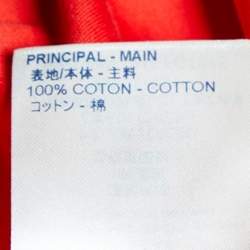 PRINCIPAL - MAIN
表地/本体 - 主料
100% COTON - COTTON
コットン - 棉